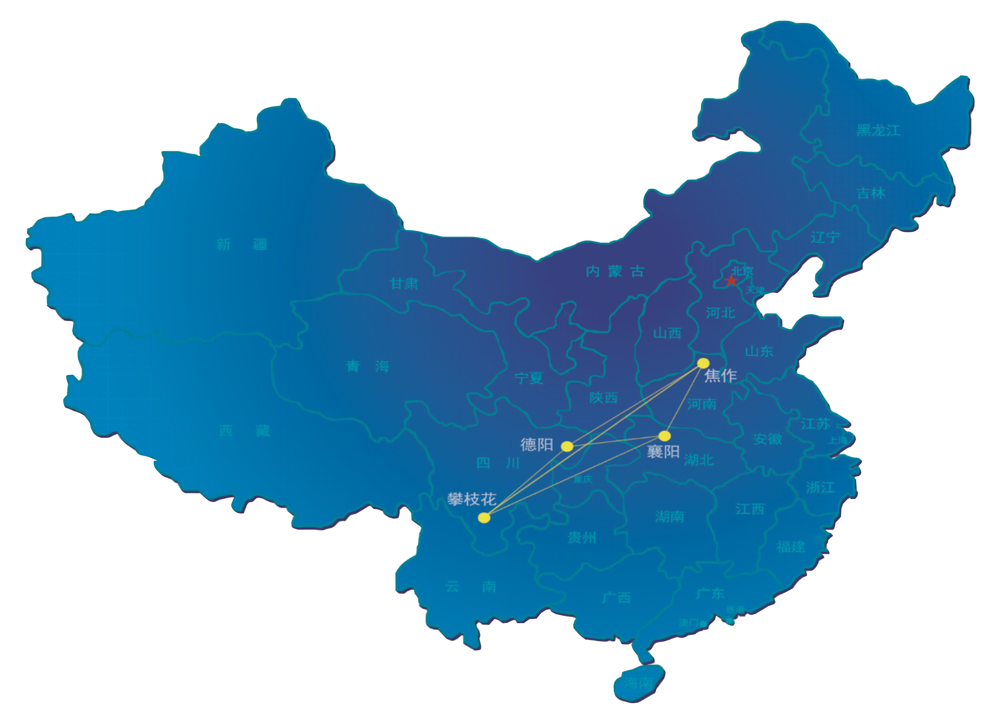 黑龙江
吉林
辽宁
新 疆
内 蒙 古
北京
甘肃
天津
河北
山西
山东
青 海
宁夏
焦作
陕西
河南
江苏
西 藏
安徽
上海
德阳
襄阳
四 川
湖北
重庆
浙江
攀枝花
江西
湖南
贵州
福建
云 南
广西
广东
香港
澳门
海南